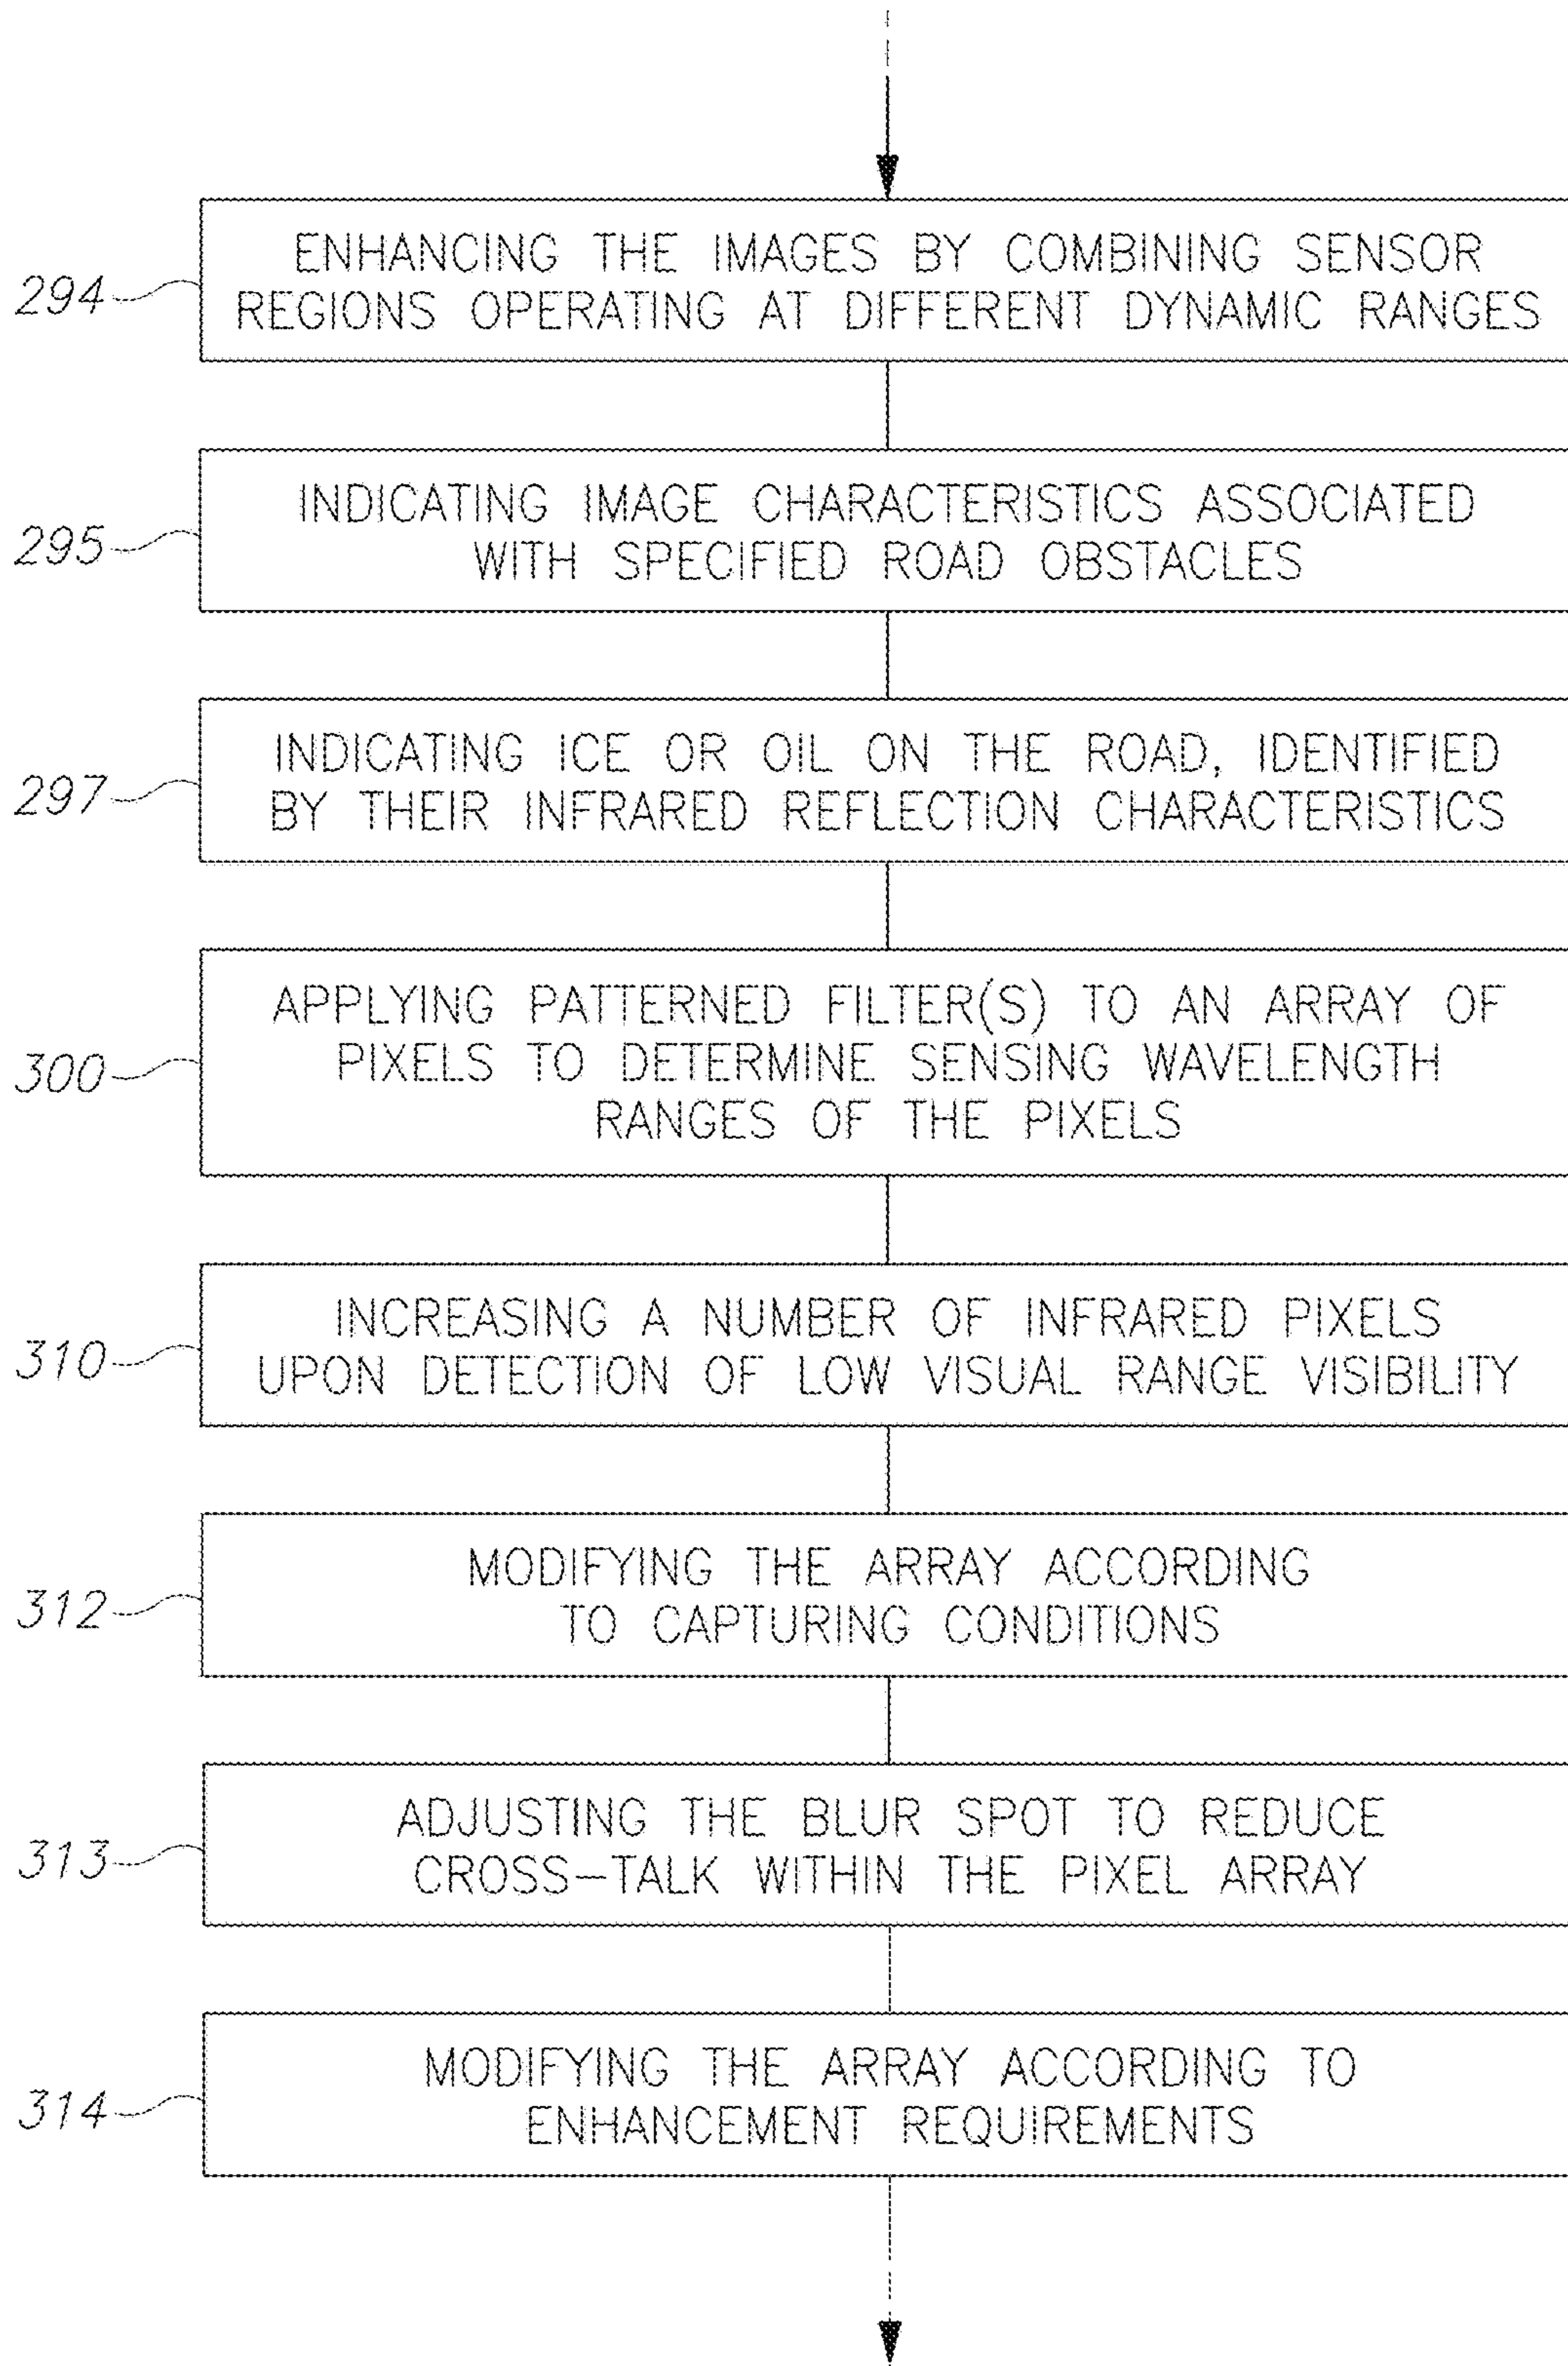 ENHANCING THE IMAGES BY COMBINING SENSOR
294
REGIONS OPERATING AT DIFFERENT DYNAMIC RANGES
INDICATING IMAGE CHARACTERISTICS ASSOCIATED
295
WITH SPECIFIED ROAD OBSTACLES
INDICATING ICE OR OIL ON THE ROAD, IDENTIFIED
297
BY THEIR INFRARED REFLECTION CHARACTERISTICS
APPLYING PATTERNED FILTER(S) TO AN ARRAY OF
300
PIXELS TO DETERMINE SENSING WAVELENGTH
RANGES OF THE PIXELS
INCREASING A NUMBER OF INFRARED PIXELS
310
UPON DETECTION OF LOW VISUAL RANGE VISIBILITY
MODIFYING THE ARRAY ACCORDING
312
TO CAPTURING CONDITIONS
ADJUSTING THE BLUR SPOT TO REDUCE
313
CROSS-TALK WITHIN THE PIXEL ARRAY
MODIFYING THE ARRAY ACCORDING TO
314
ENHANCEMENT REQUIREMENTS